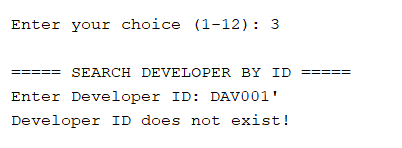 Enter your choice (1-12): 3
===== SEARCH DEVELOPER BY ID =====
Enter Developer ID: DAV001'
Developer ID does not exist!